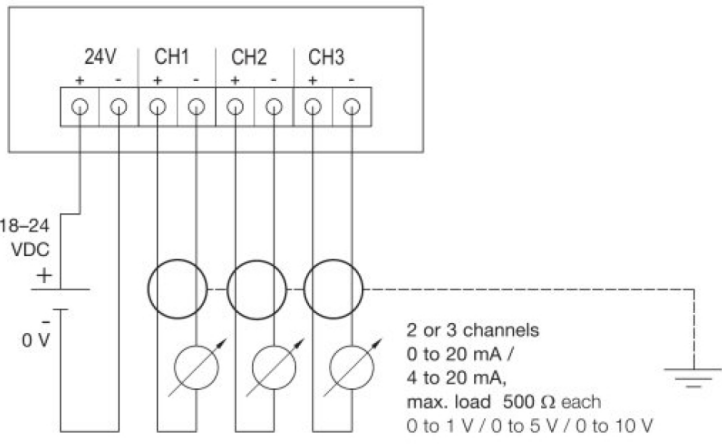 24V CH1 CH2 CH3
+ - + - + - + -
18–24
VDC
+
-
0 V
2 or 3 channels
0 to 20 mA /
4 to 20 mA,
max. load 500 Ω each
0 to 1 V / 0 to 5 V / 0 to 10 V